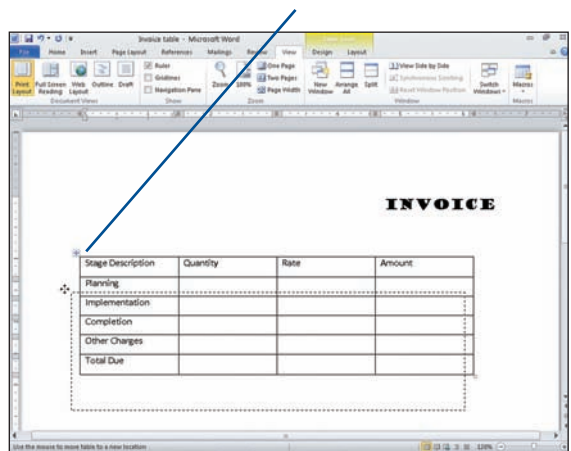 Invoice table - Microsoft Word
File Home Insert Page Layout References Mailings Review View Design Layout
Print Layout
Full Screen Reading
Web Layout
Outline
Draft
Document Views
Ruler
Gridlines
Navigation Pane
Show
Zoom
100%
One Page
Two Pages
Page Width
Zoom
New Window
Arrange All
Split
View Side by Side
Synchronous Scrolling
Reset Window Position
Window
Switch Windows
Macros
Macros
INVOICE
Stage Description Quantity Rate Amount
Planning
Implementation
Completion
Other Charges
Total Due
Use the mouse to move table to a new location
120%